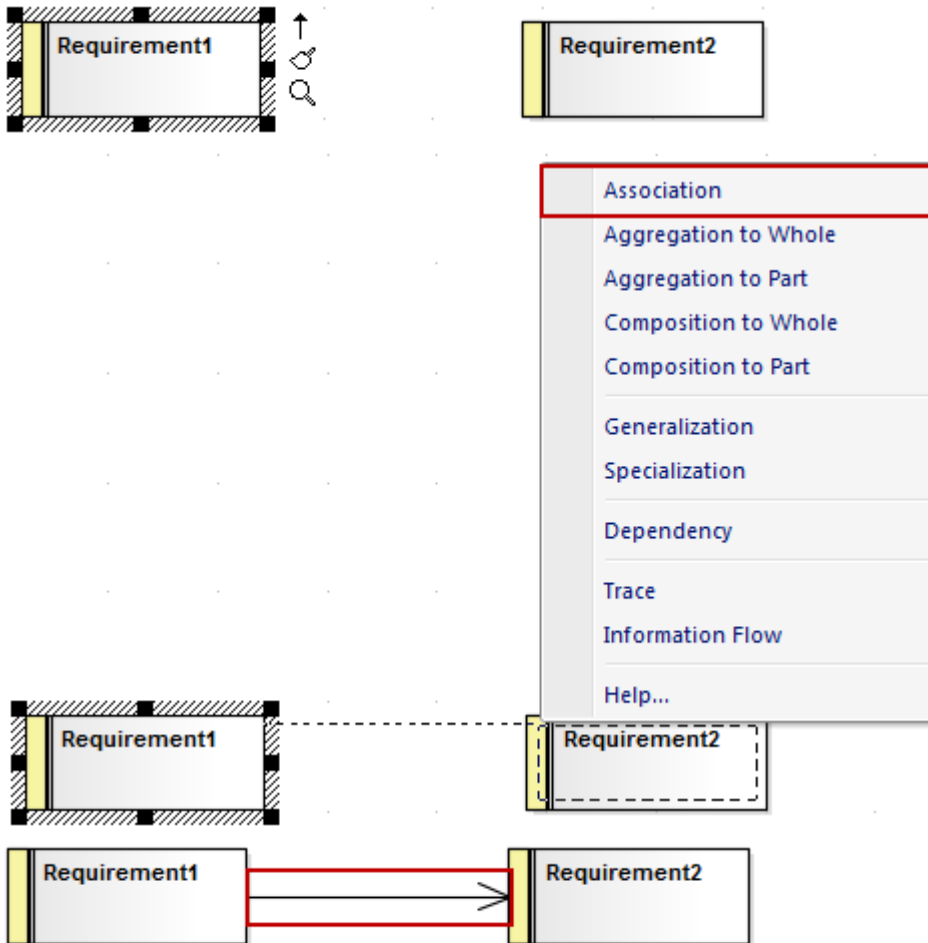 Requirement1
Requirement2
Association
Aggregation to Whole
Aggregation to Part
Composition to Whole
Composition to Part
Generalization
Specialization
Dependency
Trace
Information Flow
Help...
Requirement1
Requirement2
Requirement1
Requirement2